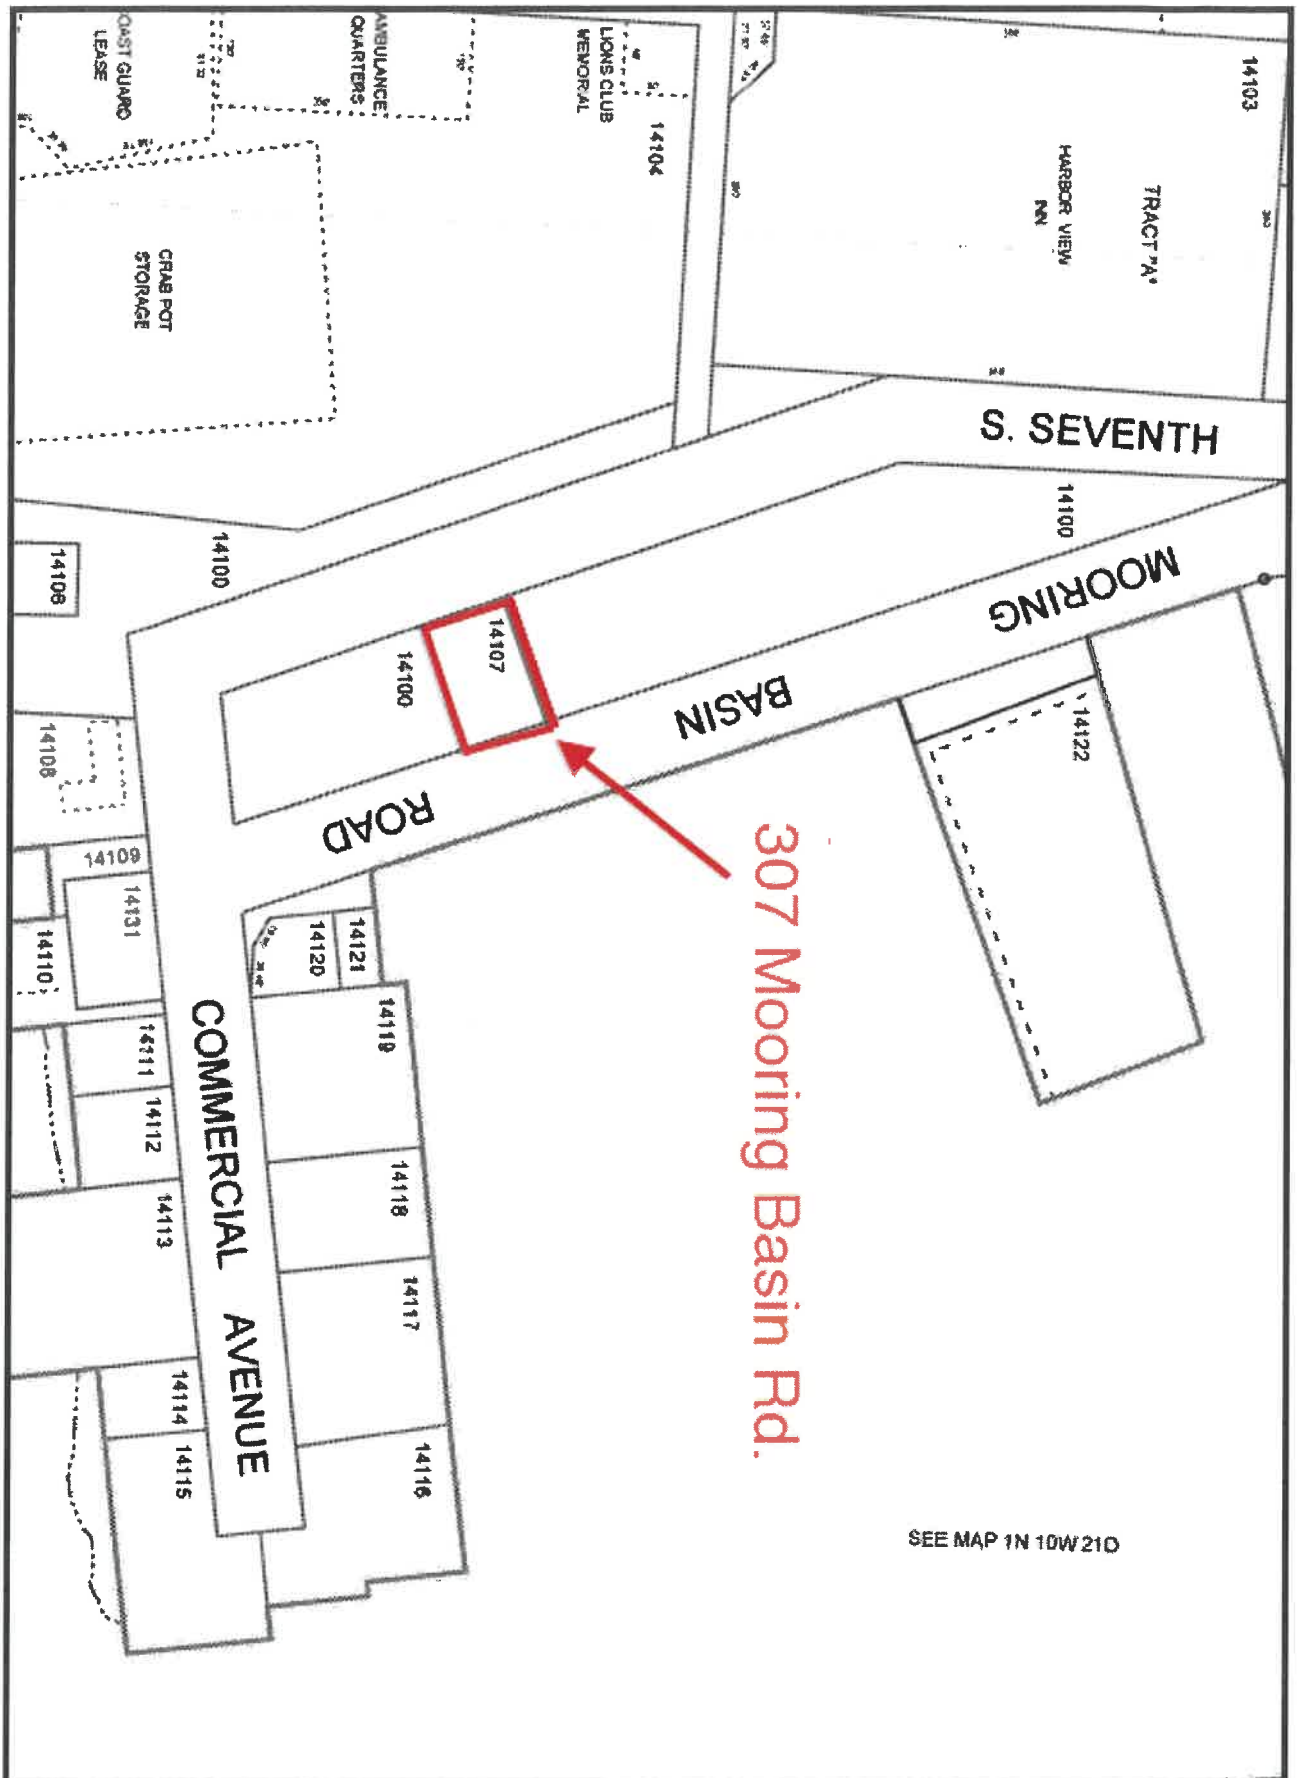 14103
TRACT "A"
HARBOR VIEW
INN
LIONS CLUB
MEMORIAL
14104
AMBULANCE
QUARTERS
OAST GUARD
LEASE
CRAB POT
STORAGE
S. SEVENTH
14100
MOORING
BASIN
ROAD
14107
14100
14100
14106
14108
14109
14131
14110
14111
14112
14113
14114
14115
COMMERCIAL AVENUE
14122
14121
14120
14119
14118
14117
14116
307 Mooring Basin Rd.
SEE MAP 1N 10W 21D